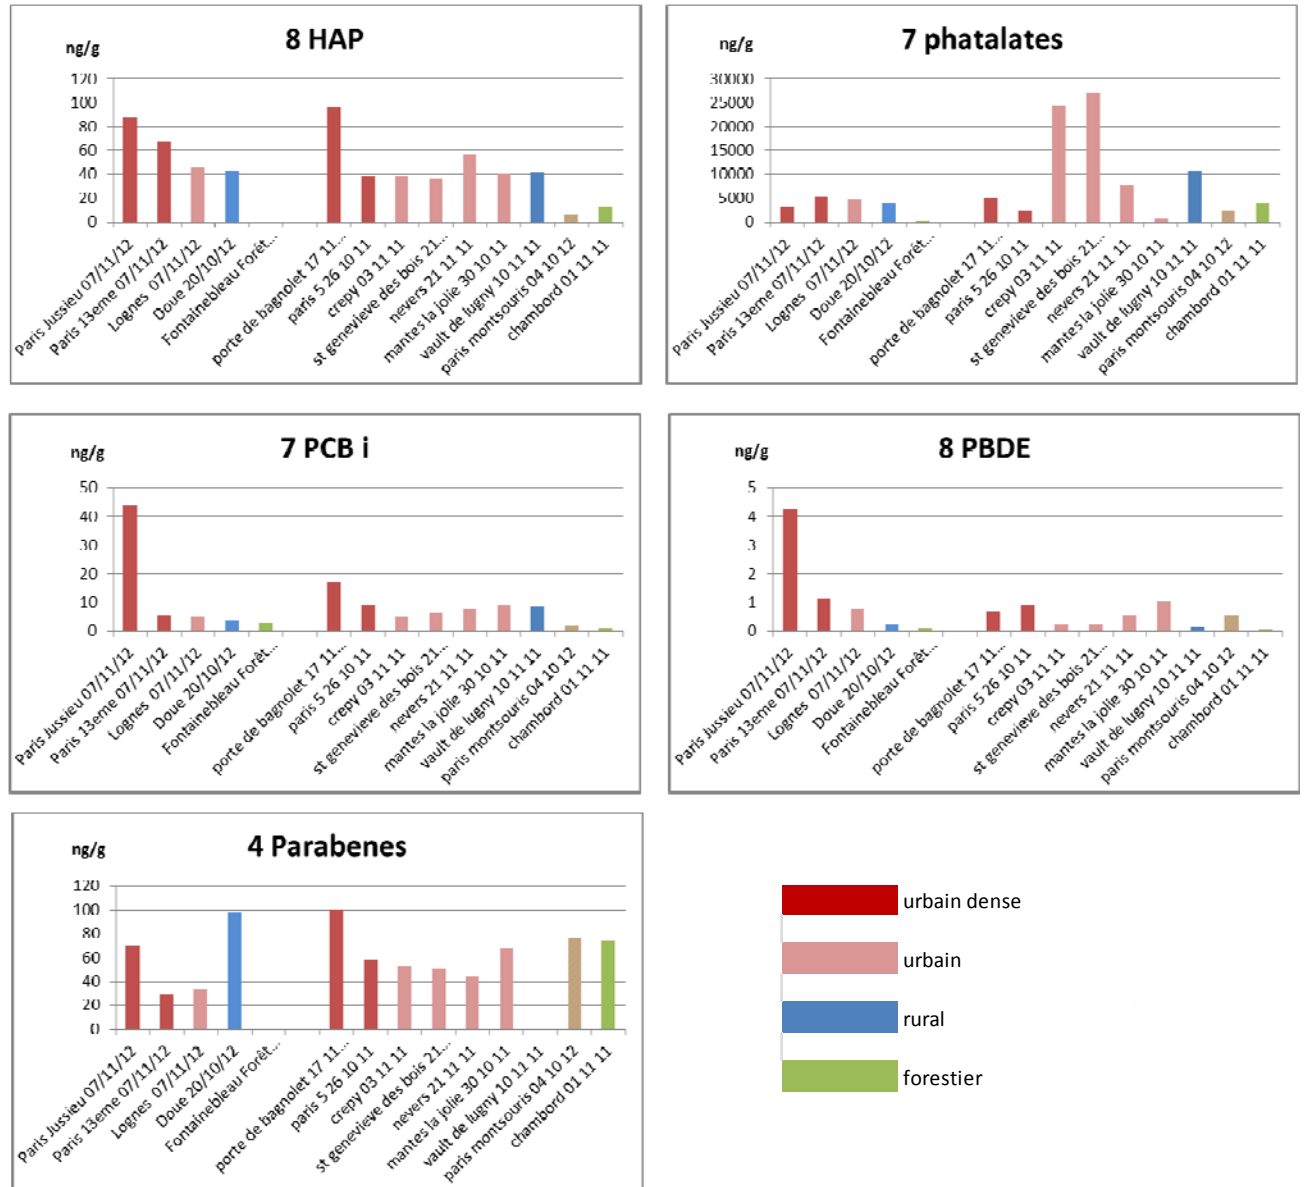 8 HAP
ng/g
120
100
80
60
40
20
0
Paris Jussieu 07/11/12
Paris 13eme 07/11/12
Lognes 07/11/12
Doue 20/10/12
Fontainebleau Forêt...
porte de bagnolet 17 11...
paris 5 26 10 11
crepy 03 11 11
st genevieve des bois 21...
nevers 21 11 11
mantes la jolie 30 10 11
vault de lugny 10 11 11
paris montsouris 04 10 12
chambord 01 11 11
7 phatalates
ng/g
30000
25000
20000
15000
10000
5000
0
Paris Jussieu 07/11/12
Paris 13eme 07/11/12
Lognes 07/11/12
Doue 20/10/12
Fontainebleau Forêt...
porte de bagnolet 17 11...
paris 5 26 10 11
crepy 03 11 11
st genevieve des bois 21...
nevers 21 11 11
mantes la jolie 30 10 11
vault de lugny 10 11 11
paris montsouris 04 10 12
chambord 01 11 11
7 PCB i
ng/g
50
40
30
20
10
0
Paris Jussieu 07/11/12
Paris 13eme 07/11/12
Lognes 07/11/12
Doue 20/10/12
Fontainebleau Forêt...
porte de bagnolet 17 11...
paris 5 26 10 11
crepy 03 11 11
st genevieve des bois 21...
nevers 21 11 11
mantes la jolie 30 10 11
vault de lugny 10 11 11
paris montsouris 04 10 12
chambord 01 11 11
8 PBDE
ng/g
5
4
3
2
1
0
Paris Jussieu 07/11/12
Paris 13eme 07/11/12
Lognes 07/11/12
Doue 20/10/12
Fontainebleau Forêt...
porte de bagnolet 17 11...
paris 5 26 10 11
crepy 03 11 11
st genevieve des bois 21...
nevers 21 11 11
mantes la jolie 30 10 11
vault de lugny 10 11 11
paris montsouris 04 10 12
chambord 01 11 11
4 Parabenes
ng/g
120
100
80
60
40
20
0
Paris Jussieu 07/11/12
Paris 13eme 07/11/12
Lognes 07/11/12
Doue 20/10/12
Fontainebleau Forêt...
porte de bagnolet 17 11...
paris 5 26 10 11
crepy 03 11 11
st genevieve des bois 21...
nevers 21 11 11
mantes la jolie 30 10 11
vault de lugny 10 11 11
paris montsouris 04 10 12
chambord 01 11 11
urbain dense
urbain
rural
forestier